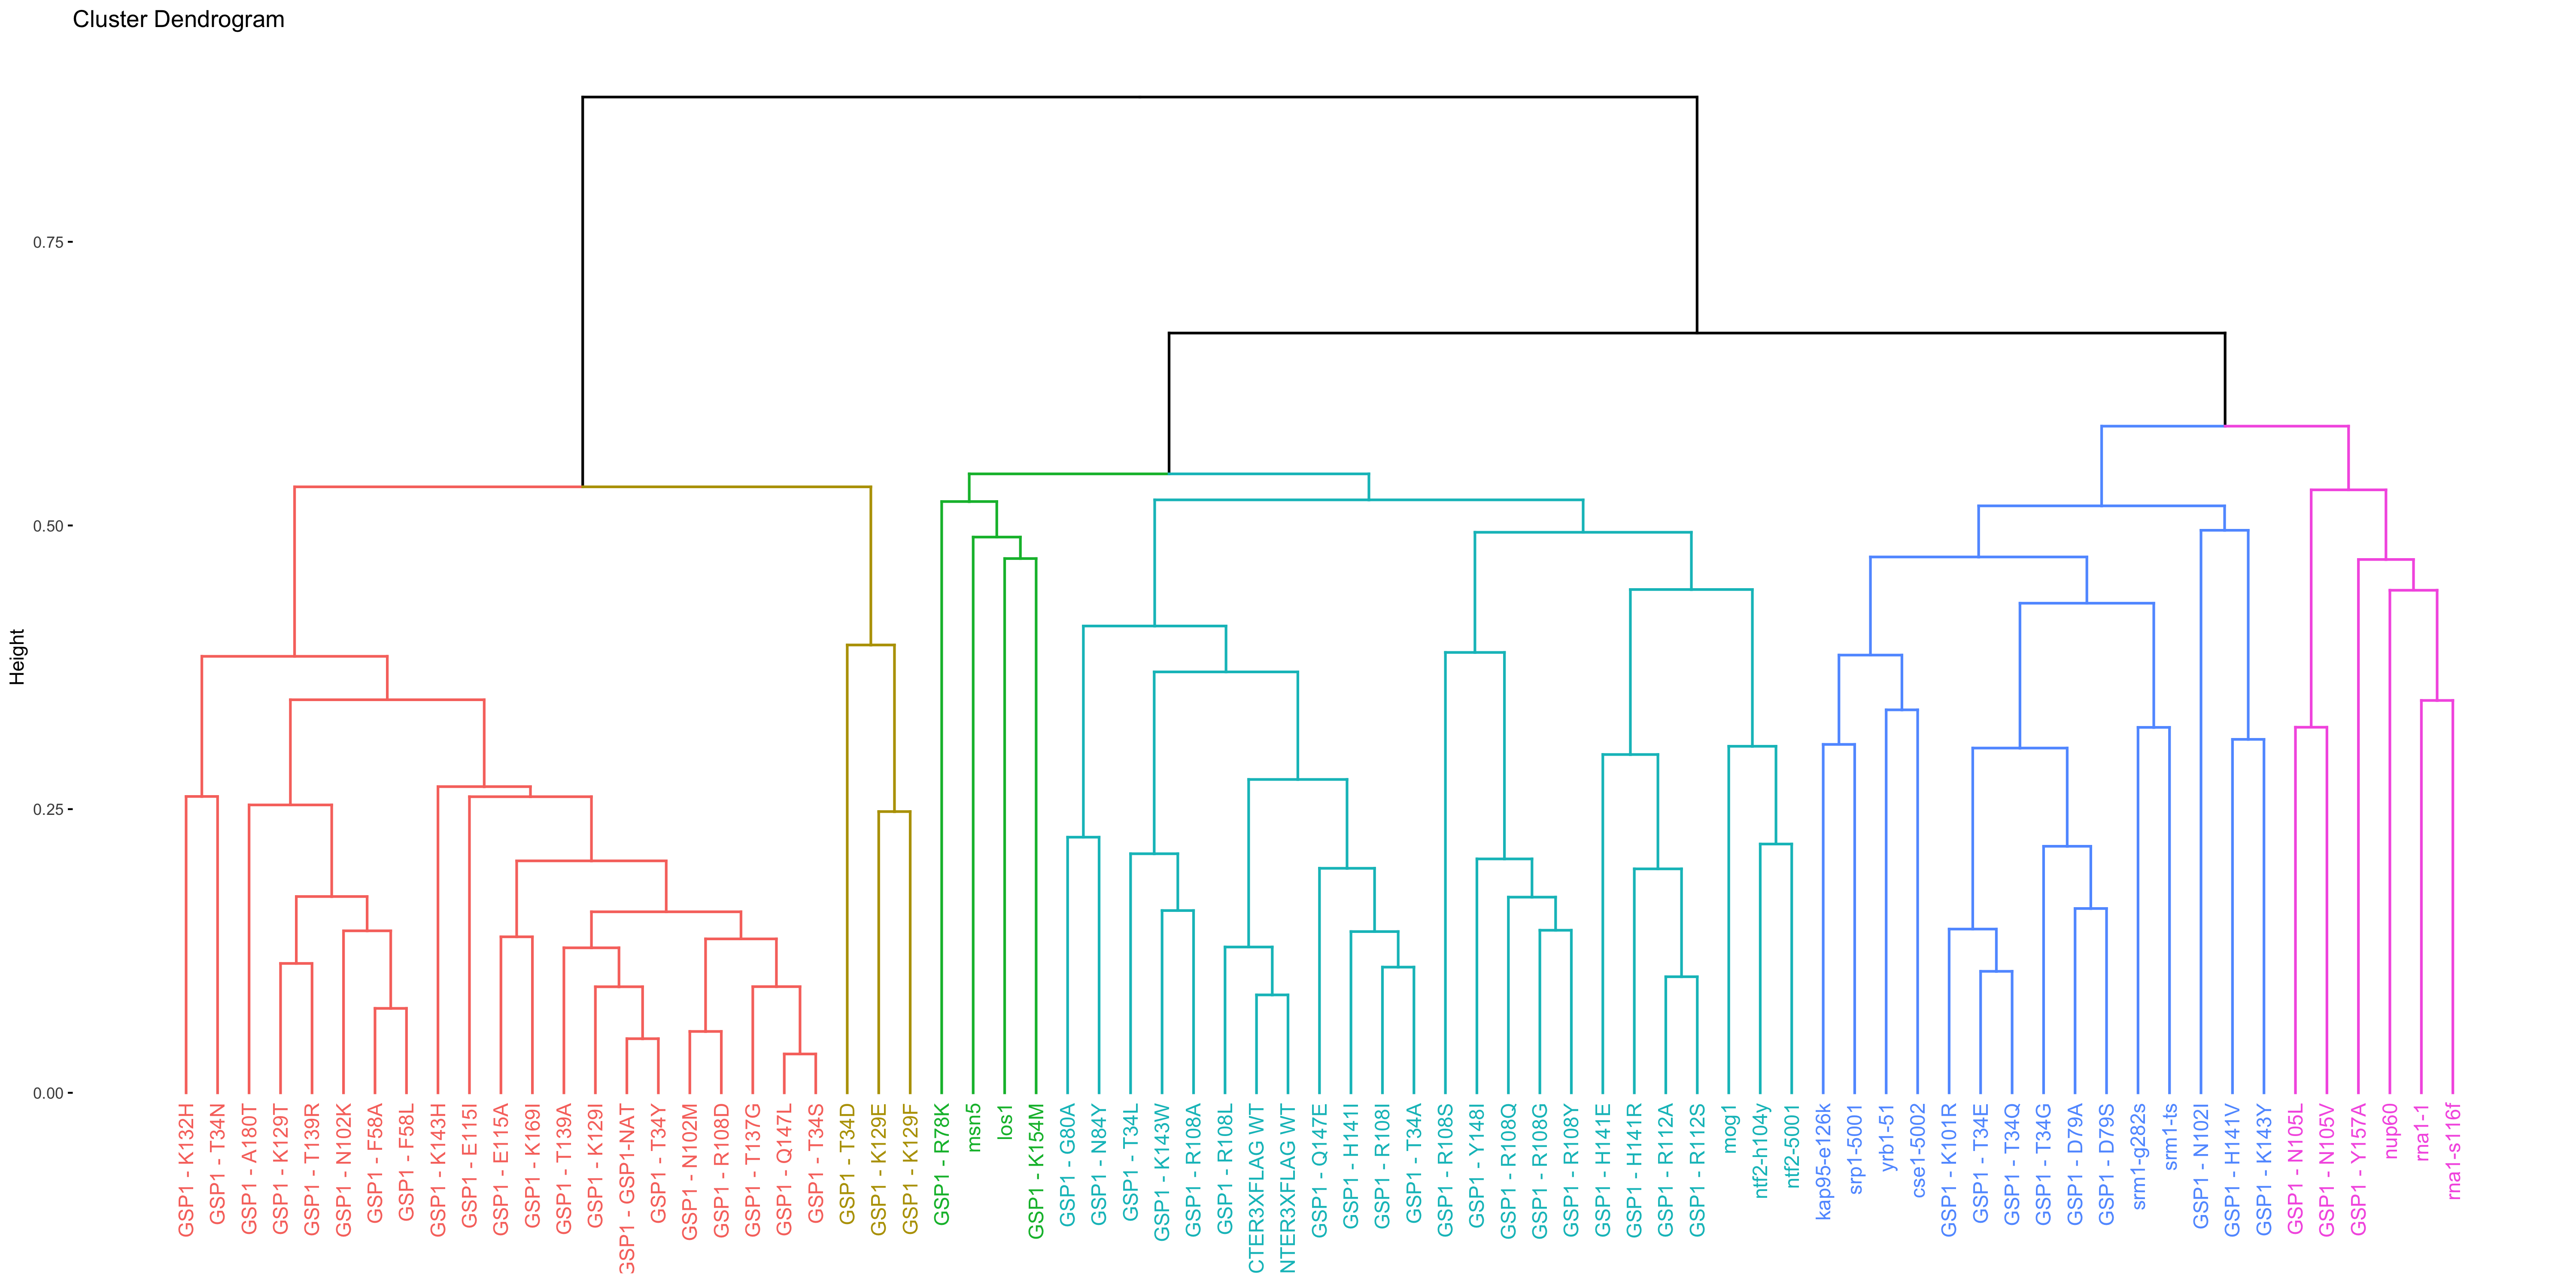 Cluster Dendrogram
Height
0.75
0.50
0.25
0.00
GSP1 - K132H
GSP1 - T34N
GSP1 - A180T
GSP1 - K129T
GSP1 - T139R
GSP1 - N102K
GSP1 - F58A
GSP1 - F58L
GSP1 - K143H
GSP1 - E115I
GSP1 - E115A
GSP1 - K169I
GSP1 - T139A
GSP1 - K129I
GSP1 - GSP1-NAT
GSP1 - T34Y
GSP1 - N102M
GSP1 - R108D
GSP1 - T137G
GSP1 - Q147L
GSP1 - T34S
GSP1 - T34D
GSP1 - K129E
GSP1 - K129F
GSP1 - R78K
msn5
los1
GSP1 - K154M
GSP1 - G80A
GSP1 - N84Y
GSP1 - T34L
GSP1 - K143W
GSP1 - R108A
GSP1 - R108L
CTER3XFLAG WT
NTER3XFLAG WT
GSP1 - Q147E
GSP1 - H141I
GSP1 - R108I
GSP1 - T34A
GSP1 - R108S
GSP1 - Y148I
GSP1 - R108Q
GSP1 - R108G
GSP1 - R108Y
GSP1 - H141E
GSP1 - H141R
GSP1 - R112A
GSP1 - R112S
mog1
ntf2-h104y
ntf2-5001
kap95-e126k
srp1-5001
yrb1-51
cse1-5002
GSP1 - K101R
GSP1 - T34E
GSP1 - T34Q
GSP1 - T34G
GSP1 - D79A
GSP1 - D79S
srm1-g282s
srm1-ts
GSP1 - N102I
GSP1 - H141V
GSP1 - K143Y
GSP1 - N105L
GSP1 - N105V
GSP1 - Y157A
nup60
rna1-1
rna1-s116f